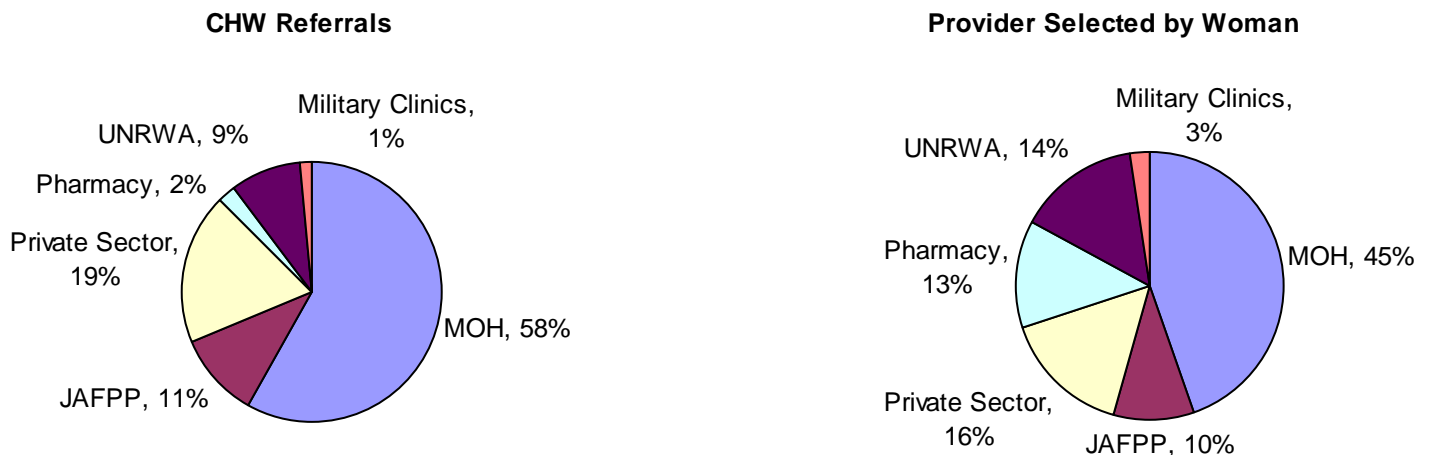 CHW Referrals
Military Clinics,
1%
UNRWA, 9%
Pharmacy, 2%
Private Sector,
19%
MOH, 58%
JAFPP, 11%
Provider Selected by Woman
Military Clinics,
3%
UNRWA, 14%
Pharmacy,
13%
MOH, 45%
Private Sector,
16%
JAFPP, 10%